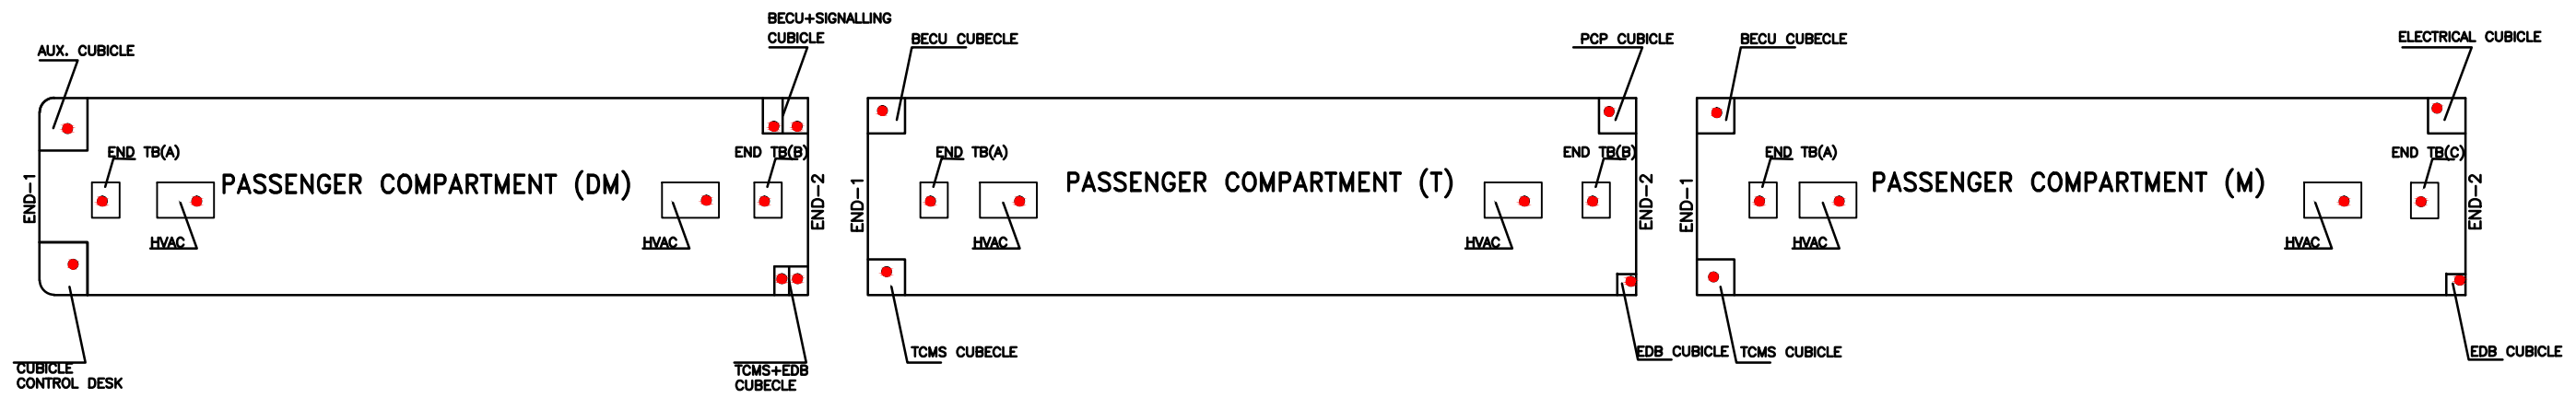 AUX. CUBICLE
BECU+SIGNALLING
CUBICLE
END TB(A)
END TB(B)
END-1
PASSENGER COMPARTMENT (DM)
END-2
HVAC
HVAC
CUBICLE
CONTROL DESK
TCMS+EDB
CUBECLE
BECU CUBECLE
PCP CUBICLE
END TB(A)
END TB(B)
END-1
PASSENGER COMPARTMENT (T)
END-2
HVAC
HVAC
TCMS CUBECLE
EDB CUBICLE
BECU CUBECLE
ELECTRICAL CUBICLE
END TB(A)
END TB(C)
END-1
PASSENGER COMPARTMENT (M)
END-2
HVAC
HVAC
TCMS CUBICLE
EDB CUBICLE